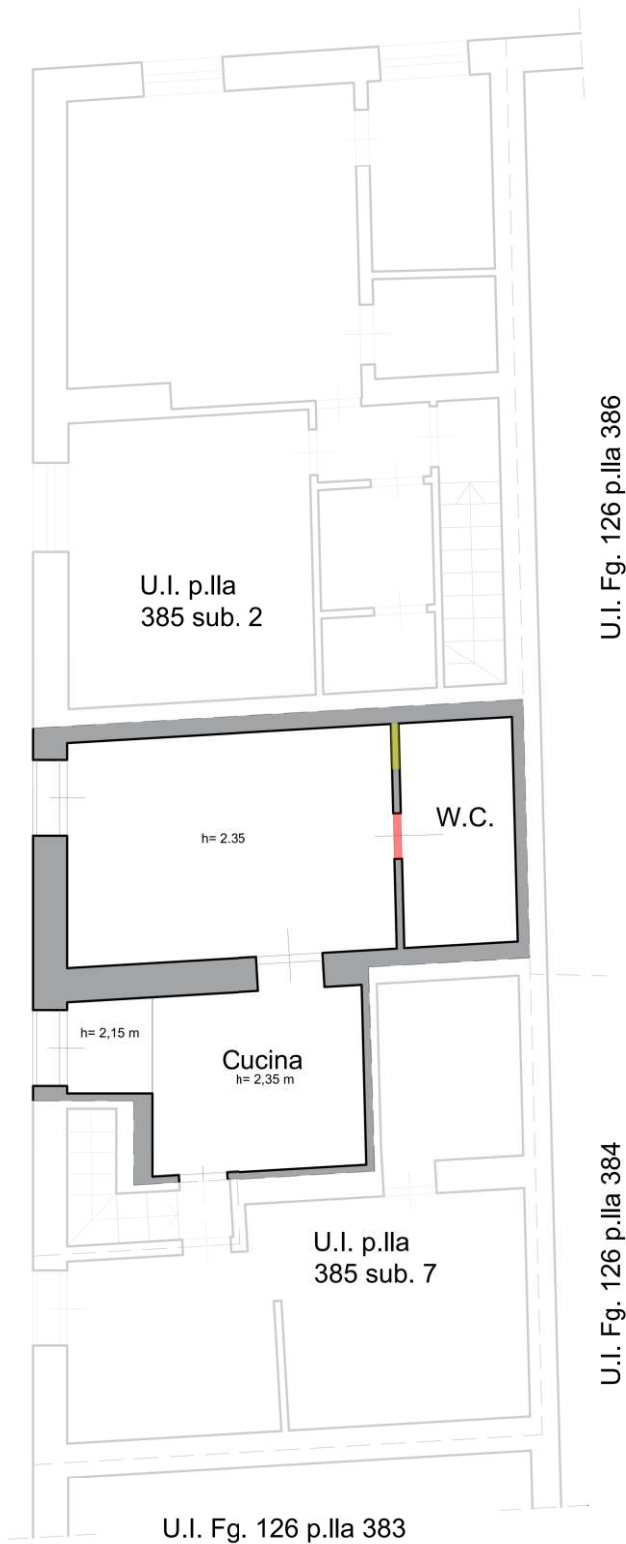 U.I. Fg. 126 p.lla 386
U.I. p.lla
385 sub. 2
W.C.
h= 2.35
h= 2,15 m
Cucina
h= 2,35 m
U.I. Fg. 126 p.lla 384
U.I. p.lla
385 sub. 7
U.I. Fg. 126 p.lla 383